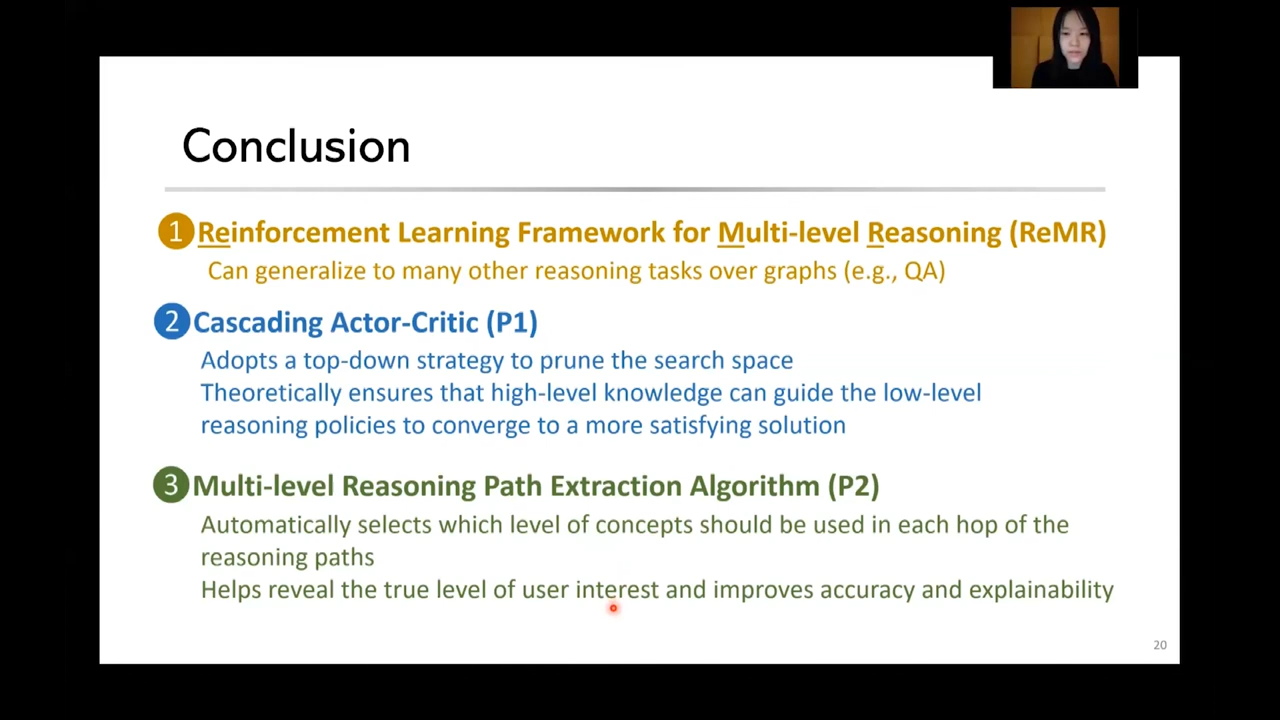 Conclusion
1 Reinforcement Learning Framework for Multi-level Reasoning (ReMR)
Can generalize to many other reasoning tasks over graphs (e.g., QA)
2 Cascading Actor-Critic (P1)
Adopts a top-down strategy to prune the search space
Theoretically ensures that high-level knowledge can guide the low-level
reasoning policies to converge to a more satisfying solution
3 Multi-level Reasoning Path Extraction Algorithm (P2)
Automatically selects which level of concepts should be used in each hop of the
reasoning paths
Helps reveal the true level of user interest and improves accuracy and explainability
20